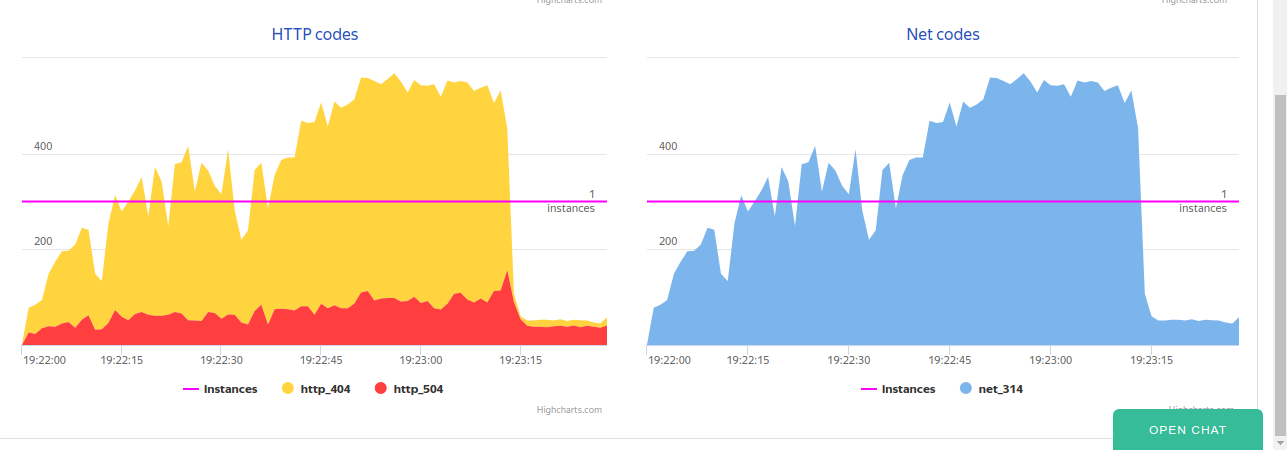 Highcharts.com
Highcharts.com
HTTP codes
400
200
1
instances
19:22:00 19:22:15 19:22:30 19:22:45 19:23:00 19:23:15
Instances http_404 http_504
Highcharts.com
Net codes
400
200
1
instances
19:22:00 19:22:15 19:22:30 19:22:45 19:23:00 19:23:15
Instances net_314
Highcharts.com
OPEN CHAT